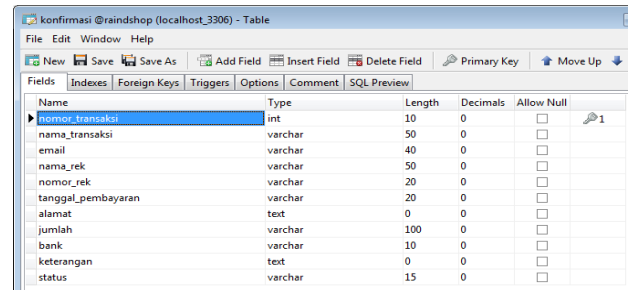 konfirmasi @raindshop (localhost_3306) - Table
File Edit Window Help
New Save Save As Add Field Insert Field Delete Field Primary Key Move Up
Fields Indexes Foreign Keys Triggers Options Comment SQL Preview
Name Type Length Decimals Allow Null
nomor_transaksi int 10 0 1
nama_transaksi varchar 50 0
email varchar 40 0
nama_rek varchar 50 0
nomor_rek varchar 20 0
tanggal_pembayaran varchar 20 0
alamat text 0 0
jumlah varchar 100 0
bank varchar 10 0
keterangan text 0 0
status varchar 15 0